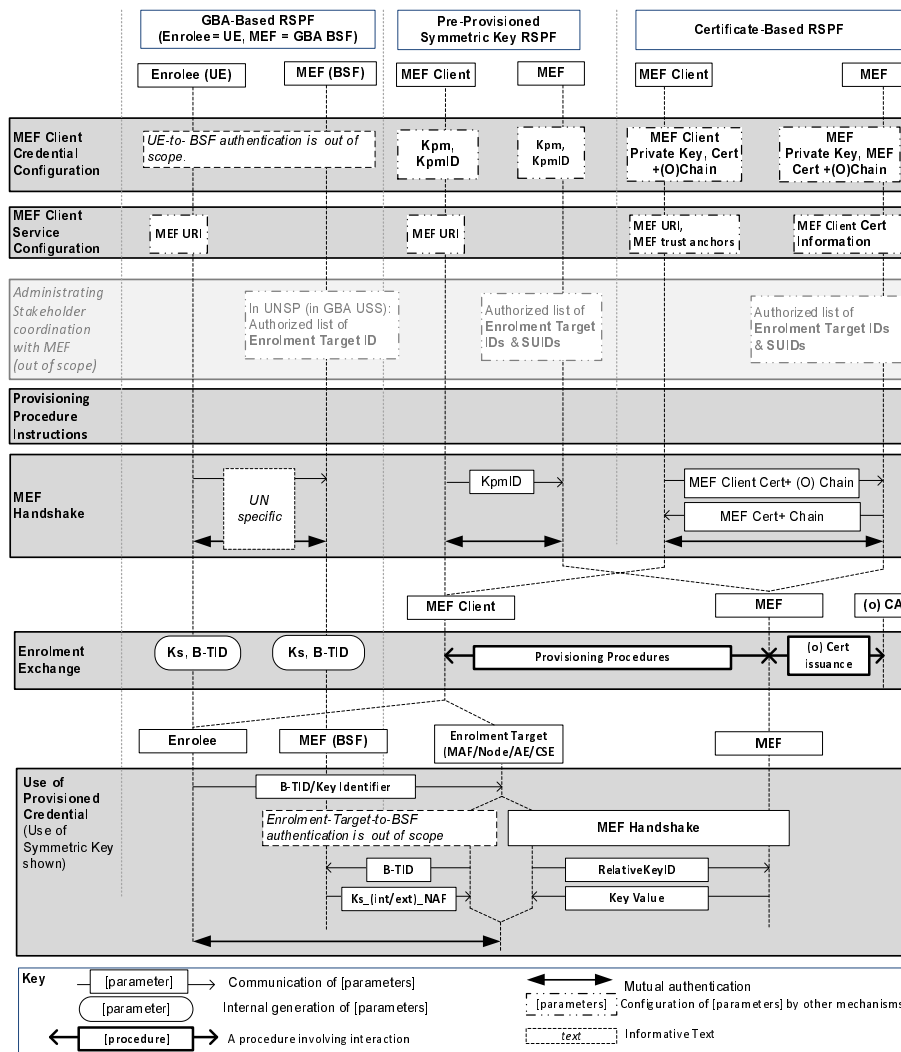 GBA-Based RSPF
(Enrolee= UE, MEF = GBA BSF)
Pre-Provisioned
Symmetric Key RSPF
Certificate-Based RSPF
Enrolee (UE)
MEF (BSF)
MEF Client
MEF
MEF Client
MEF
MEF Client
Credential
Configuration
UE-to- BSF authentication is out of
scope.
Kpm,
KpmID
Kpm,
KpmID
MEF Client
Private Key, Cert
+(O)Chain
MEF
Private Key, MEF
Cert +(O)Chain
MEF Client
Service
Configuration
MEF URI
MEF URI
MEF URI,
MEF trust anchors
MEF Client Cert
Information
Administrating
Stakeholder
coordination
with MEF
(out of scope)
In UNSP (in GBA USS):
Authorized list of
Enrolment Target ID
Authorized list of
Enrolment Target
IDs & SUIDs
Authorized list of
Enrolment Target IDs
& SUIDs
Provisioning
Procedure
Instructions
MEF
Handshake
UN
specific
KpmID
MEF Client Cert+ (O) Chain
MEF Cert+ Chain
MEF Client
MEF
(o) CA
Enrolment
Exchange
Ks, B-TID
Ks, B-TID
Provisioning Procedures
(o) Cert
issuance
Enrolee
MEF (BSF)
Enrolment Target
(MAF/Node/AE/CSE
MEF
Use of
Provisioned
Credential
(Use of
Symmetric Key
shown)
B-TID/Key Identifier
Enrolment-Target-to-BSF
authentication is out of scope
MEF Handshake
B-TID
RelativeKeyID
Ks_(int/ext)_NAF
Key Value
Key
[parameter]
Communication of [parameters]
Mutual authentication
[parameter]
Internal generation of [parameters]
[parameters]
Configuration of [parameters] by other mechanisms
[procedure]
A procedure involving interaction
text
Informative Text